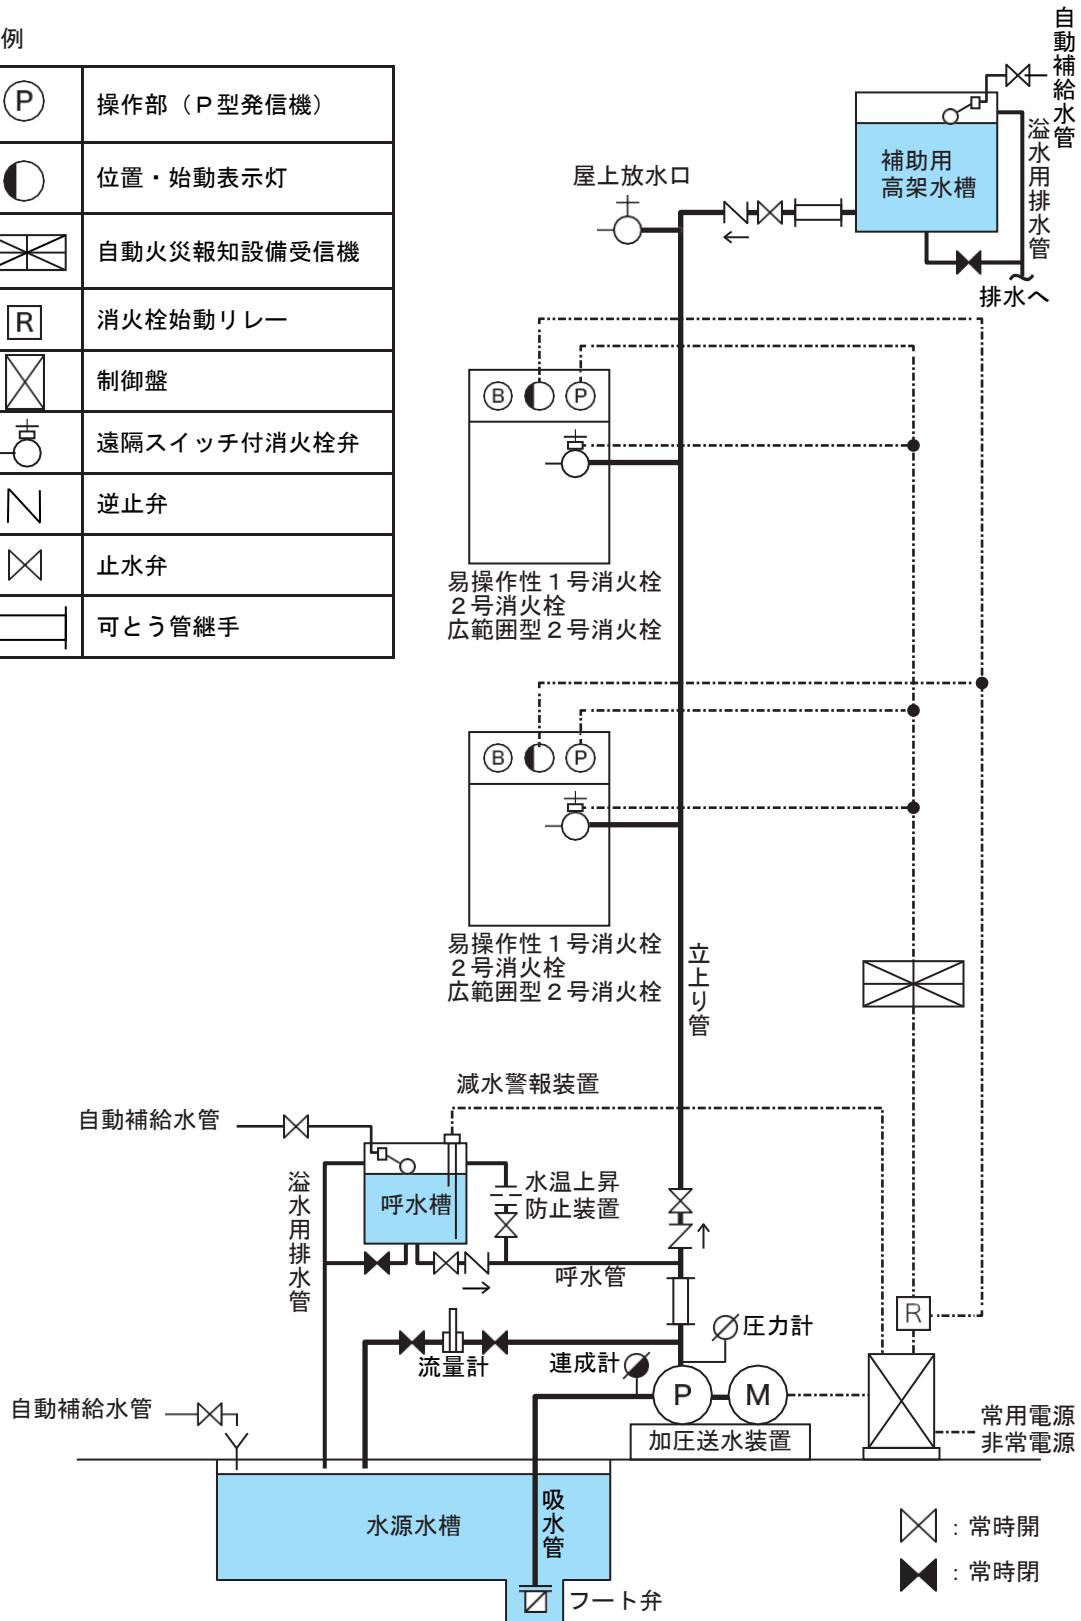 例
P
操作部（Ｐ型発信機）
位置・始動表示灯
自動火災報知設備受信機
R
消火栓始動リレー
制御盤
遠隔スイッチ付消火栓弁
逆止弁
止水弁
可とう管継手
自動補給水管
溢水用排水管
補助用
高架水槽
排水へ
屋上放水口
B
P
易操作性１号消火栓
２号消火栓
広範囲型２号消火栓
B
P
易操作性１号消火栓
２号消火栓
広範囲型２号消火栓
立上り管
減水警報装置
自動補給水管
溢水用排水管
呼水槽
水温上昇
防止装置
呼水管
R
圧力計
流量計
連成計
P
M
加圧送水装置
自動補給水管
常用電源
非常電源
水源水槽
吸水管
フート弁
：常時開
：常時閉